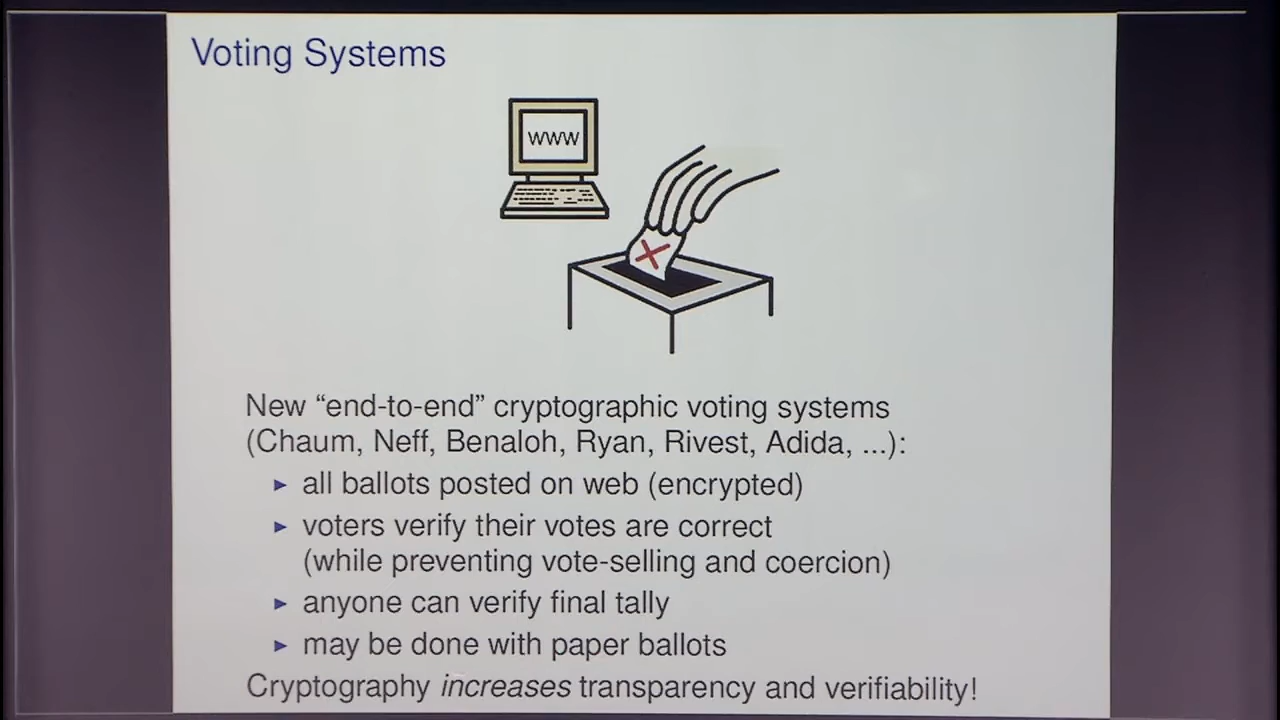 Voting Systems
WWW
New “end-to-end” cryptographic voting systems
(Chaum, Neff, Benaloh, Ryan, Rivest, Adida, ...):
► all ballots posted on web (encrypted)
► voters verify their votes are correct
(while preventing vote-selling and coercion)
► anyone can verify final tally
► may be done with paper ballots
Cryptography increases transparency and verifiability!